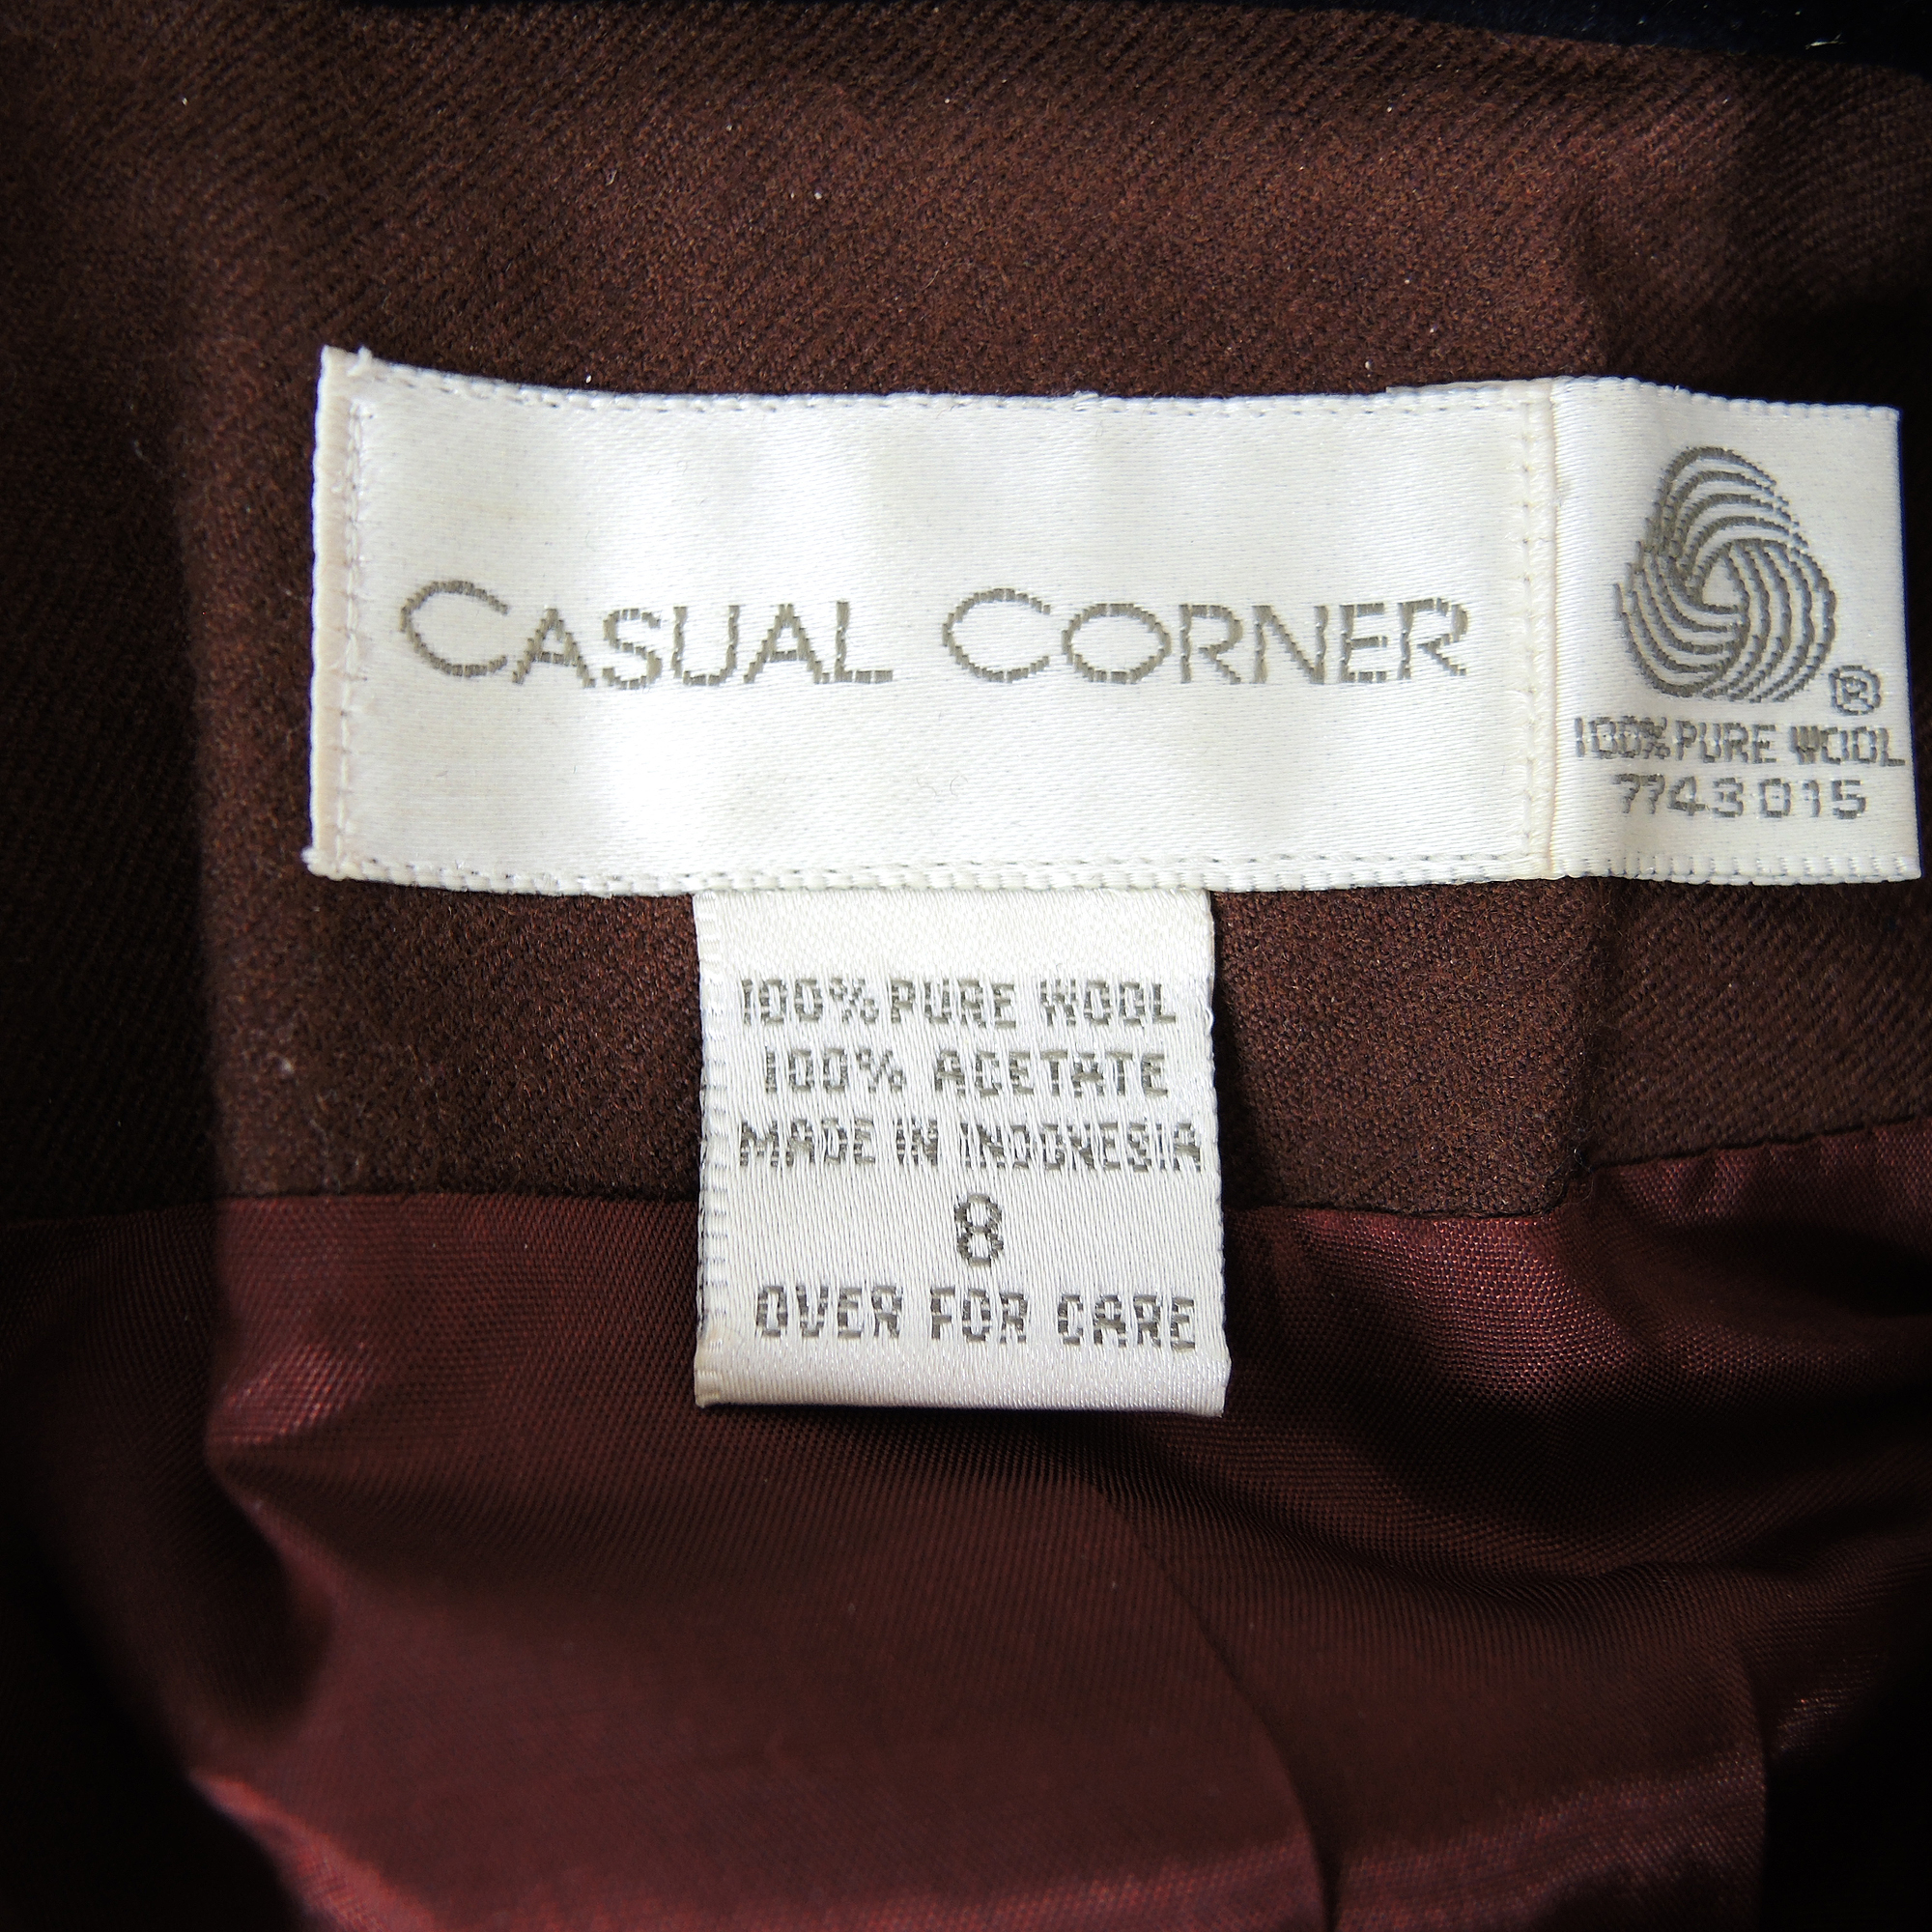 CASUAL CORNER
®
100% PURE WOOL
7743015
100% PURE WOOL
100% ACETATE
MADE IN INDONESIA
8
OVER FOR CARE